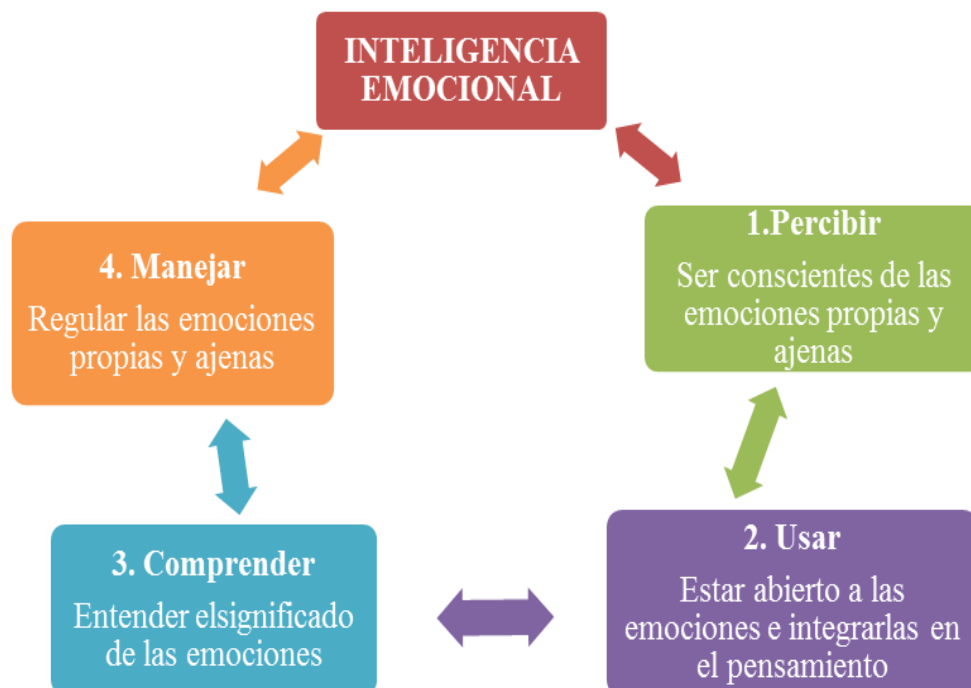 INTELIGENCIA
EMOCIONAL
1.Percibir
Ser conscientes de las
emociones propias y
ajenas
2. Usar
Estar abierto a las
emociones e integrarlas en
el pensamiento
3. Comprender
Entender elsignificado
de las emociones
4. Manejar
Regular las emociones
propias y ajenas